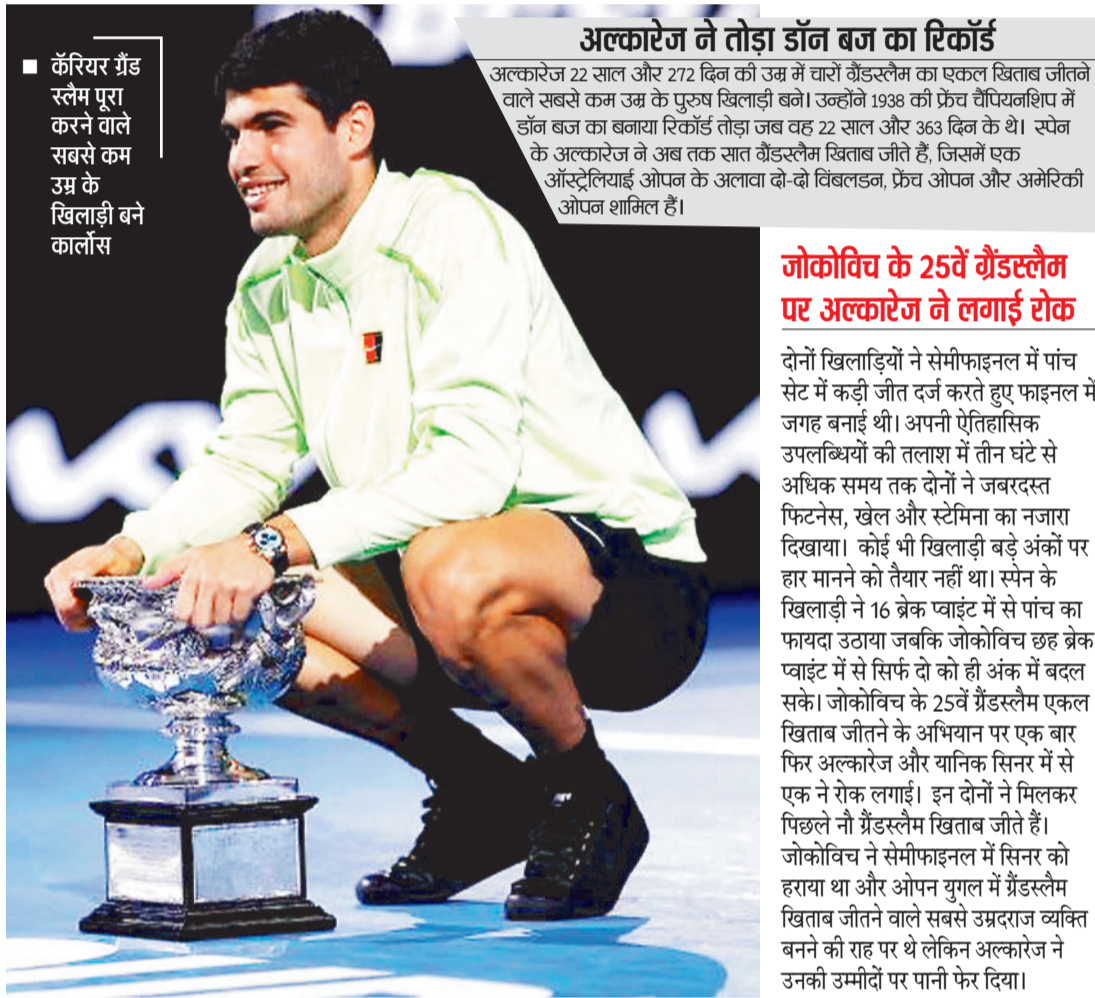 ■ कॅरियर ग्रैंड
स्लैम पूरा
करने वाले
सबसे कम
उम्र के
खिलाड़ी बने
कार्लोस
अल्कारेज ने तोड़ा डॉन बज का रिकॉर्ड
अल्कारेज 22 साल और 272 दिन की उम्र में चारों ग्रैंडस्लैम का एकल खिताब जीतने
वाले सबसे कम उम्र के पुरुष खिलाड़ी बने। उन्होंने 1938 की फ्रेंच चैंपियनशिप में
डॉन बज का बनाया रिकॉर्ड तोड़ा जब वह 22 साल और 363 दिन के थे। स्पेन
के अल्कारेज ने अब तक सात ग्रैंडस्लैम खिताब जीते हैं, जिसमें एक
ऑस्ट्रेलियाई ओपन के अलावा दो-दो विंबलडन, फ्रेंच ओपन और अमेरिकी
ओपन शामिल हैं।
जोकोविच के 25वें ग्रैंडस्लैम
पर अल्कारेज ने लगाई रोक
दोनों खिलाड़ियों ने सेमीफाइनल में पांच
सेट में कड़ी जीत दर्ज करते हुए फाइनल में
जगह बनाई थी। अपनी ऐतिहासिक
उपलब्धियों की तलाश में तीन घंटे से
अधिक समय तक दोनों ने जबरदस्त
फिटनेस, खेल और स्टेमिना का नजारा
दिखाया। कोई भी खिलाड़ी बड़े अंकों पर
हार मानने को तैयार नहीं था। स्पेन के
खिलाड़ी ने 16 ब्रेक प्वाइंट में से पांच का
फायदा उठाया जबकि जोकोविच छह ब्रेक
प्वाइंट में से सिर्फ दो को ही अंक में बदल
सके। जोकोविच के 25वें ग्रैंडस्लैम एकल
खिताब जीतने के अभियान पर एक बार
फिर अल्कारेज और यानिक सिनर में से
एक ने रोक लगाई। इन दोनों ने मिलकर
पिछले नौ ग्रैंडस्लैम खिताब जीते हैं।
जोकोविच ने सेमीफाइनल में सिनर को
हराया था और ओपन युगल में ग्रैंडस्लैम
खिताब जीतने वाले सबसे उम्रदराज व्यक्ति
बनने की राह पर थे लेकिन अल्कारेज ने
उनकी उम्मीदों पर पानी फेर दिया।